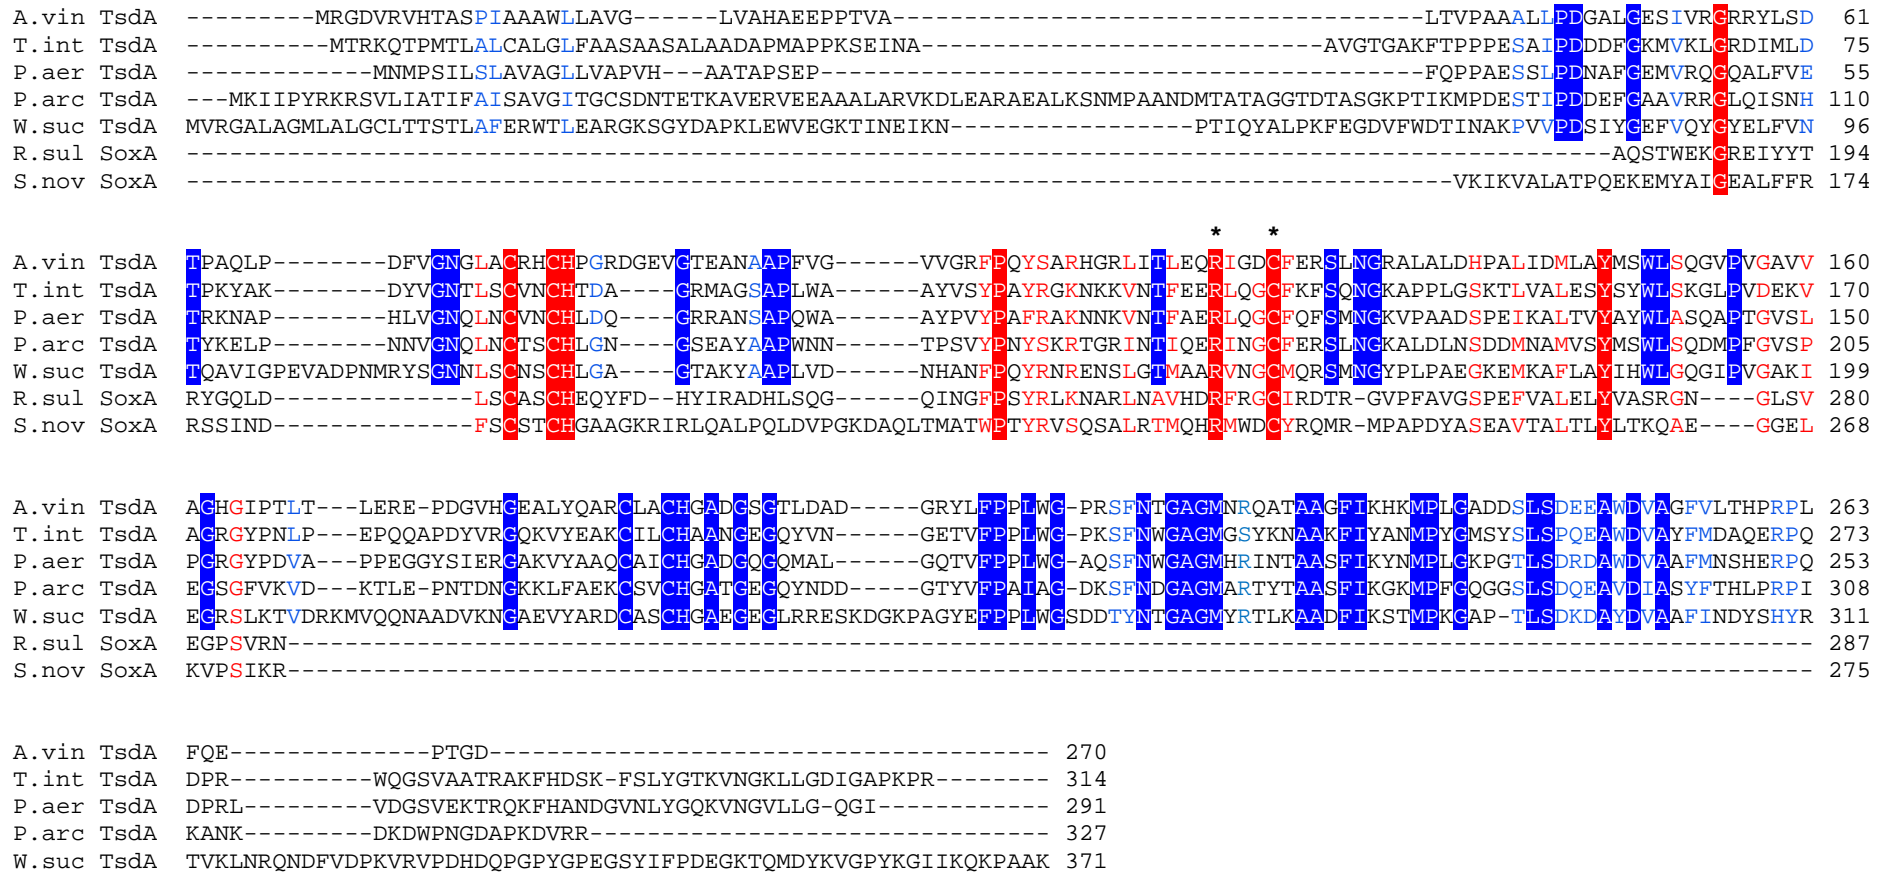 A.vin TsdA ---------MRGDVRVHTASPIAAAWLLAVG------LVAHAEEPPTVA-------------------------------------LTVPAAALLPDGALGESIVRGRRYLSD 61
T.int TsdA ----------MTRKQTPMTLALCALGLFAASAASALAADAPMAPPKSEINA----------------------------AVGTGAKFTPPPESAIPDDDFGKMVKLGRDIMLD 75
P.aer TsdA -------------MNMPSILSLAVAGLLVAPVH---AATAPSEP------------------------------------------FQPPAESSLPDNAFGEMVRQGQALFVE 55
P.arc TsdA ---MKIIPYRKRSVLIATIFAISAVGITGCSDNTETKAVERVEEAAALARVKDLEARAEALKSNMPAANDMTATAGGTDTASGKPTIKMPDESTIPDDEFGAAVRRGLQISNH 110
W.suc TsdA MVRGALAGMLALGCLTTSTLAFERWTLEARGKSGYDAPKLEWVEGKTINEIKN-----------------PTIQYALPKFEGDVFWDTINAKPVVPDSIYGEFVQYGYELFVN 96
R.sul SoxA ---------------------------------------------------------------------------------------------------AQSTWEKGREIYYT 194
S.nov SoxA ----------------------------------------------------------------------------------------VKIKVALATPQEKEMYAIGEALFFR 174
* *
A.vin TsdA TPAQLP--------DFVGNGLACRHCHPGRDGEVGTEANAAPFVG------VVGRFPQYSARHGRLITLEQRIGDCFERSLNGRALALDHPALIDMLAYMSWLSQGVPVGAVV 160
T.int TsdA TPKYAK--------DYVGNTLSCVNCHTDA----GRMAGSAPLWA------AYVSYPAYRGKNKKVNTFEERLQGCFKFSQNGKAPPLGSKTLVALESYSYWLSKGLPVDEKV 170
P.aer TsdA TRKNAP--------HLVGNQLNCVNCHLDQ----GRRANSAPQWA------AYPVYPAFRAKNNKVNTFAERLQGCFQFSMNGKVPAADSPEIKALTVYAYWLASQAPTGVSL 150
P.arc TsdA TYKELP--------NNVGNQLNCTSCHLGN----GSEAYAAPWNN------TPSVYPNYSKRTGRINTIQERINGCFERSLNGKALDLNSDDMNAMVSYMSWLSQDMPFGVSP 205
W.suc TsdA TQAVIGPEVADPNMRYSGNNLSCNSCHLGA----GTAKYAAPLVD------NHANFPQYRNRENSLGTMAARVNGCMQRSMNGYPLPAEGKEMKAFLAYIHWLGQGIPVGAKI 199
R.sul SoxA RYGQLD--------------LSCASCHEQYFD--HYIRADHLSQG------QINGFPSYRLKNARLNAVHDRFRGCIRDTR-GVPFAVGSPEFVALELYVASRGN----GLSV 280
S.nov SoxA RSSIND--------------FSCSTCHGAAGKRIRLQALPQLDVPGKDAQLTMATWPTYRVSQSALRTMQHRMWDCYRQMR-MPAPDYASEAVTALTLYLTKQAE----GGEL 268
A.vin TsdA AGHGIPTLT---LERE-PDGVHGEALYQARCLACHGADGSGTLDAD-----GRYLFPPLWG-PRSFNTGAGMNRQATAAGFIKHKMPLGADDSLSDEEAWDVAGFVLTHPRPL 263
T.int TsdA AGRGYPNLP---EPQQAPDYVRGQKVYEAKCILCHAANGEGQYVN------GETVFPPLWG-PKSFNWGAGMGSYKNAAKFIYANMPYGMSYSLSPQEAWDVAYFMDAQERPQ 273
P.aer TsdA PGRGYPDVA---PPEGGYSIERGAKVYAAQCAICHGADGQGQMAL------GQTVFPPLWG-AQSFNWGAGMHRINTAASFIKYNMPLGKPGTLSDRDAWDVAAFMNSHERPQ 253
P.arc TsdA EGSGFVKVD---KTLE-PNTDNGKKLFAEKCSVCHGATGEGQYNDD-----GTYVFPAIAG-DKSFNDGAGMARTYTAASFIKGKMPFGQGGSLSDQEAVDIASYFTHLPRPI 308
W.suc TsdA EGRSLKTVDRKMVQQNAADVKNGAEVYARDCASCHGAEGEGLRRESKDGKPAGYEFPPLWGSDDTYNTGAGMYRTLKAADFIKSTMPKGAP-TLSDKDAYDVAAFINDYSHYR 311
R.sul SoxA EGPSVRN---------------------------------------------------------------------------------------------------------- 287
S.nov SoxA KVPSIKR---------------------------------------------------------------------------------------------------------- 275
A.vin TsdA FQE--------------PTGD--------------------------------------- 270
T.int TsdA DPR----------WQGSVAATRAKFHDSK-FSLYGTKVNGKLLGDIGAPKPR-------- 314
P.aer TsdA DPRL---------VDGSVEKTRQKFHANDGVNLYGQKVNGVLLG-QGI------------ 291
P.arc TsdA KANK---------DKDWPNGDAPKDVRR-------------------------------- 327
W.suc TsdA TVKLNRQNDFVDPKVRVPDHDQPGPYGPEGSYIFPDEGKTQMDYKVGPYKGIIKQKPAAK 371